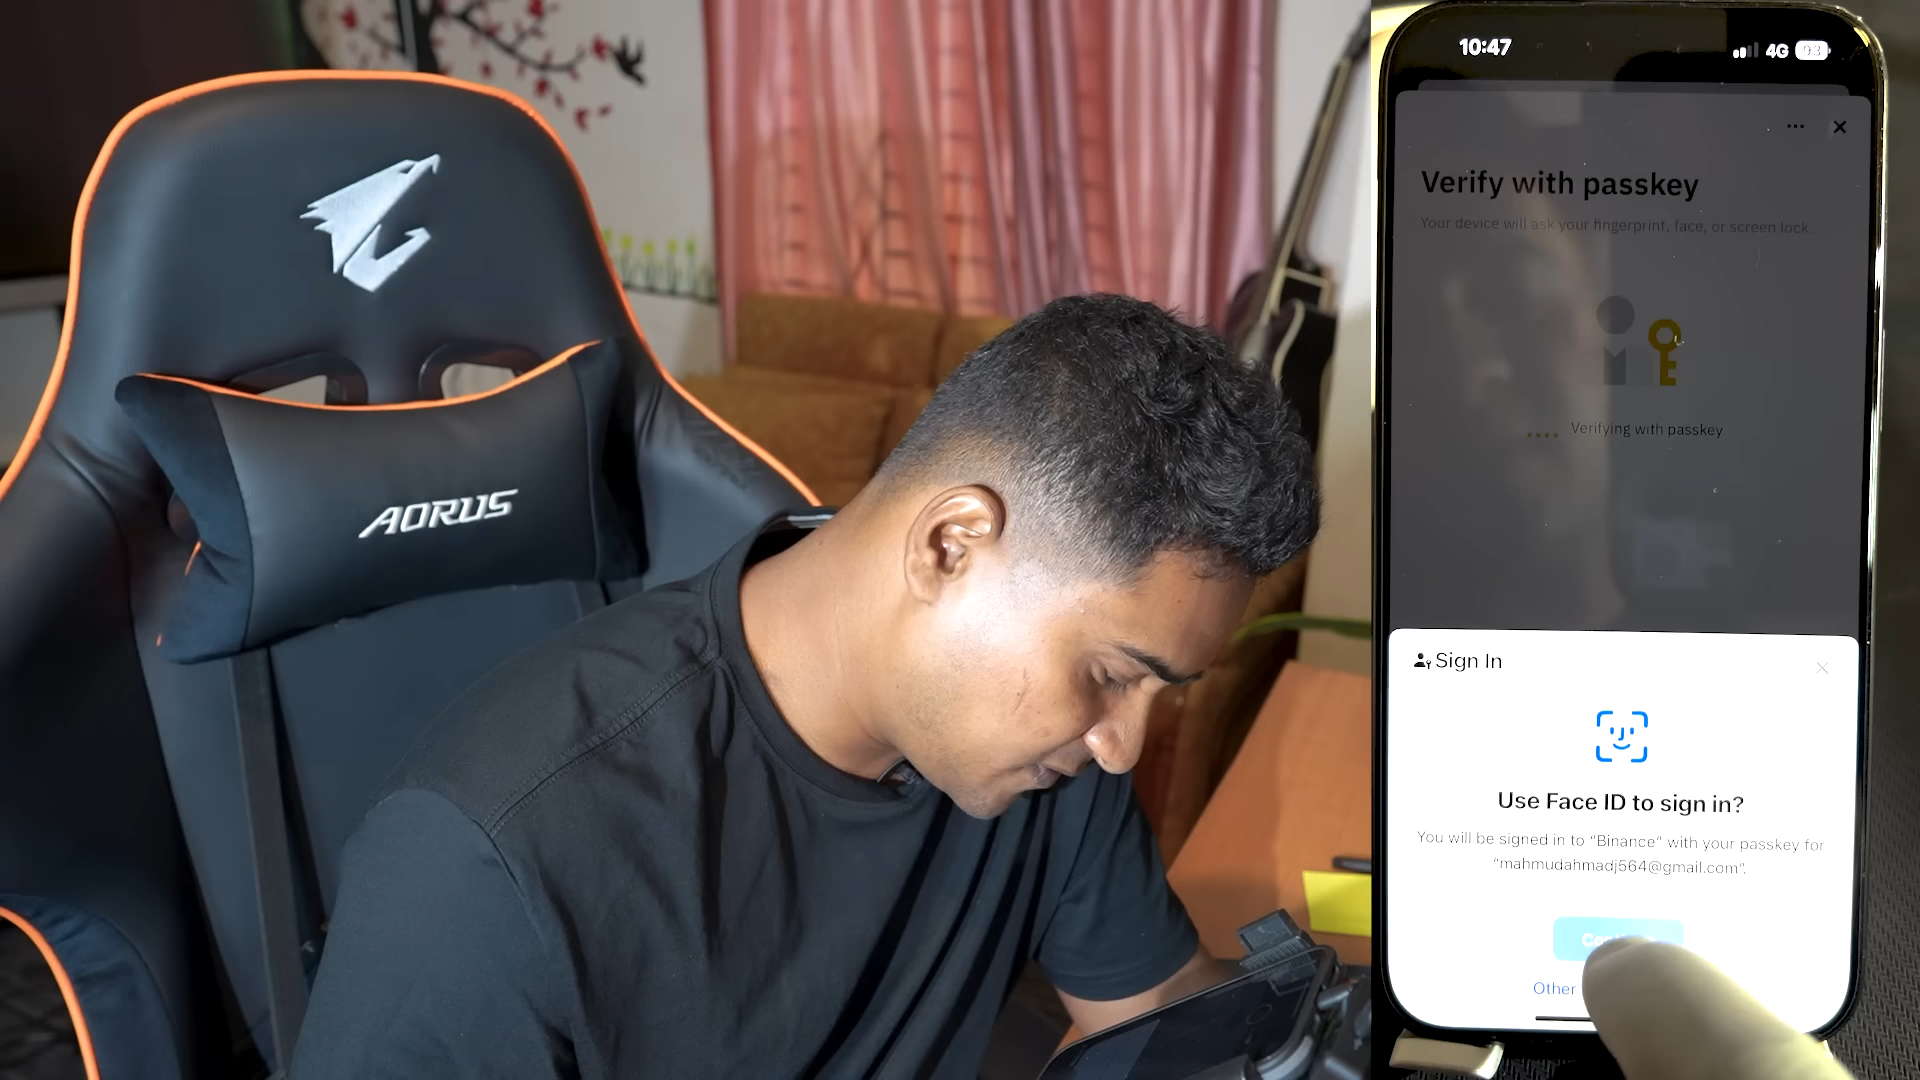 AORUS
10:47
4G 93
Verify with passkey
Your device will ask your fingerprint, face, or screen lock.
Verifying with passkey
Sign In
Use Face ID to sign in?
You will be signed in to “Binance” with your passkey for
“mahmudahmadj564@gmail.com”.
Other